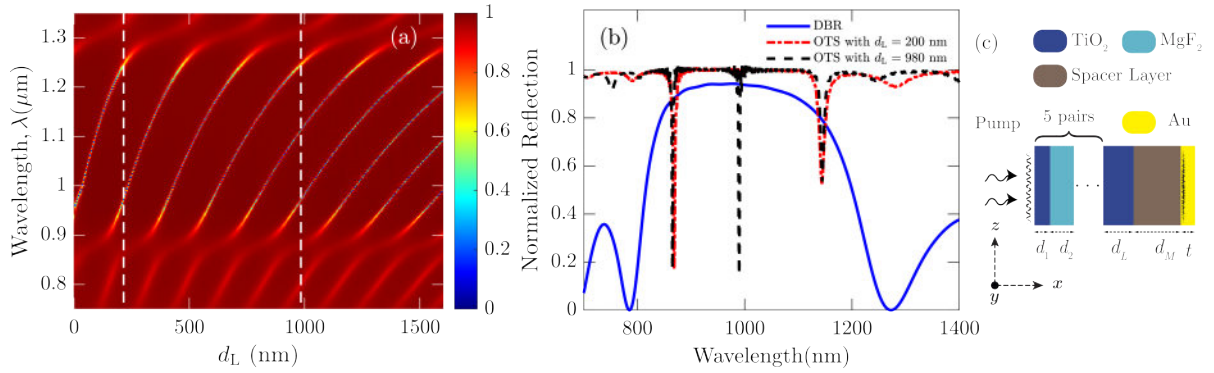 (a)
Wavelength, λ(μm)
1.3
1.2
1.1
1
0.9
0.8
0
500
1000
1500
d_L (nm)
1
0.8
0.6
0.4
0.2
0
(b)
DBR
OTS with d_L = 200 nm
OTS with d_L = 980 nm
Normalized Reflection
1
0.8
0.6
0.4
0.2
0
800
1000
1200
1400
Wavelength(nm)
(c)
TiO₂
MgF₂
Spacer Layer
5 pairs
Au
Pump
. . .
d₁
d₂
d_L
d_M
t
z
y
x